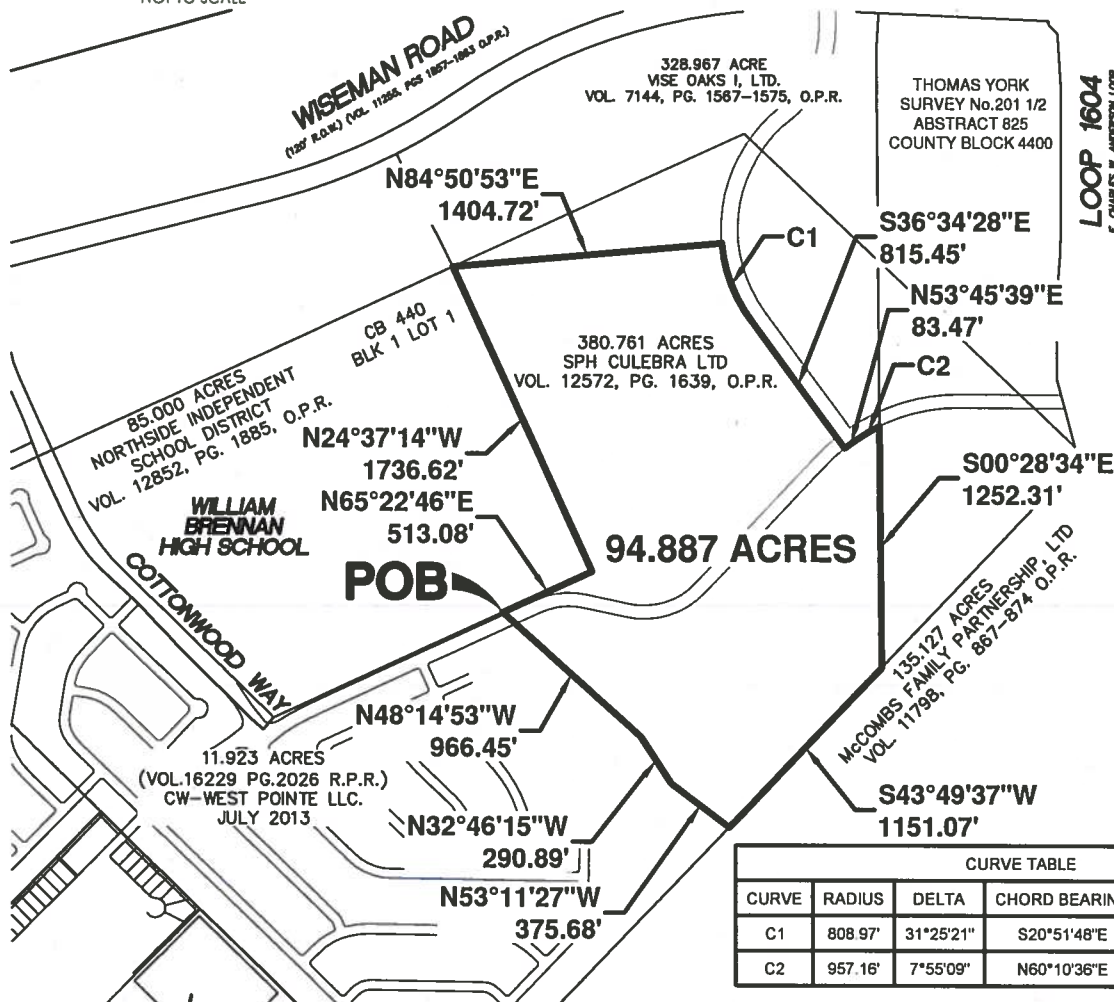 WISEMAN ROAD
(120' R.O.W.) (VOL. 11256, PGS 1857-1863 O.P.R.)
328.967 ACRE
VISE OAKS I, LTD.
VOL. 7144, PG. 1567-1575, O.P.R.
THOMAS YORK
SURVEY No.201 1/2
ABSTRACT 825
COUNTY BLOCK 4400
LOOP 1604
N84°50'53"E
1404.72'
C1
S36°34'28"E
815.45'
N53°45'39"E
83.47'
C2
CB 440
BLK 1 LOT 1
380.761 ACRES
SPH CULEBRA LTD
VOL. 12572, PG. 1639, O.P.R.
85.000 ACRES
NORTHSIDE INDEPENDENT
SCHOOL DISTRICT
VOL. 12852, PG. 1885, O.P.R.
N24°37'14"W
1736.62'
N65°22'46"E
513.08'
S00°28'34"E
1252.31'
WILLIAM
BRENNAN
HIGH SCHOOL
POB
94.887 ACRES
COTTONWOOD WAY
135.127 ACRES
McCOMBS FAMILY PARTNERSHIP, LTD
VOL. 11798, PG. 867-874 O.P.R.
N48°14'53"W
966.45'
11.923 ACRES
(VOL.16229 PG.2026 R.P.R.)
CW-WEST POINTE LLC.
JULY 2013
S43°49'37"W
1151.07'
N32°46'15"W
290.89'
N53°11'27"W
375.68'
CURVE TABLE
CURVE RADIUS DELTA CHORD BEARIN
C1 808.97' 31°25'21" S20°51'48"E
C2 957.16' 7°55'09" N60°10'36"E